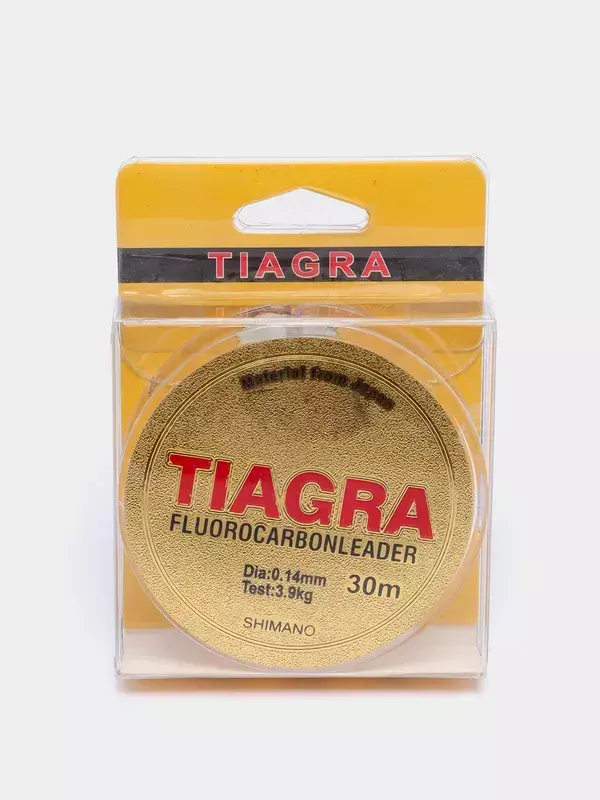 TIAGRA
Material from Japan
TIAGRA
FLUOROCARBONLEADER
Dia:0.14mm
Test:3.9kg
30m
SHIMANO